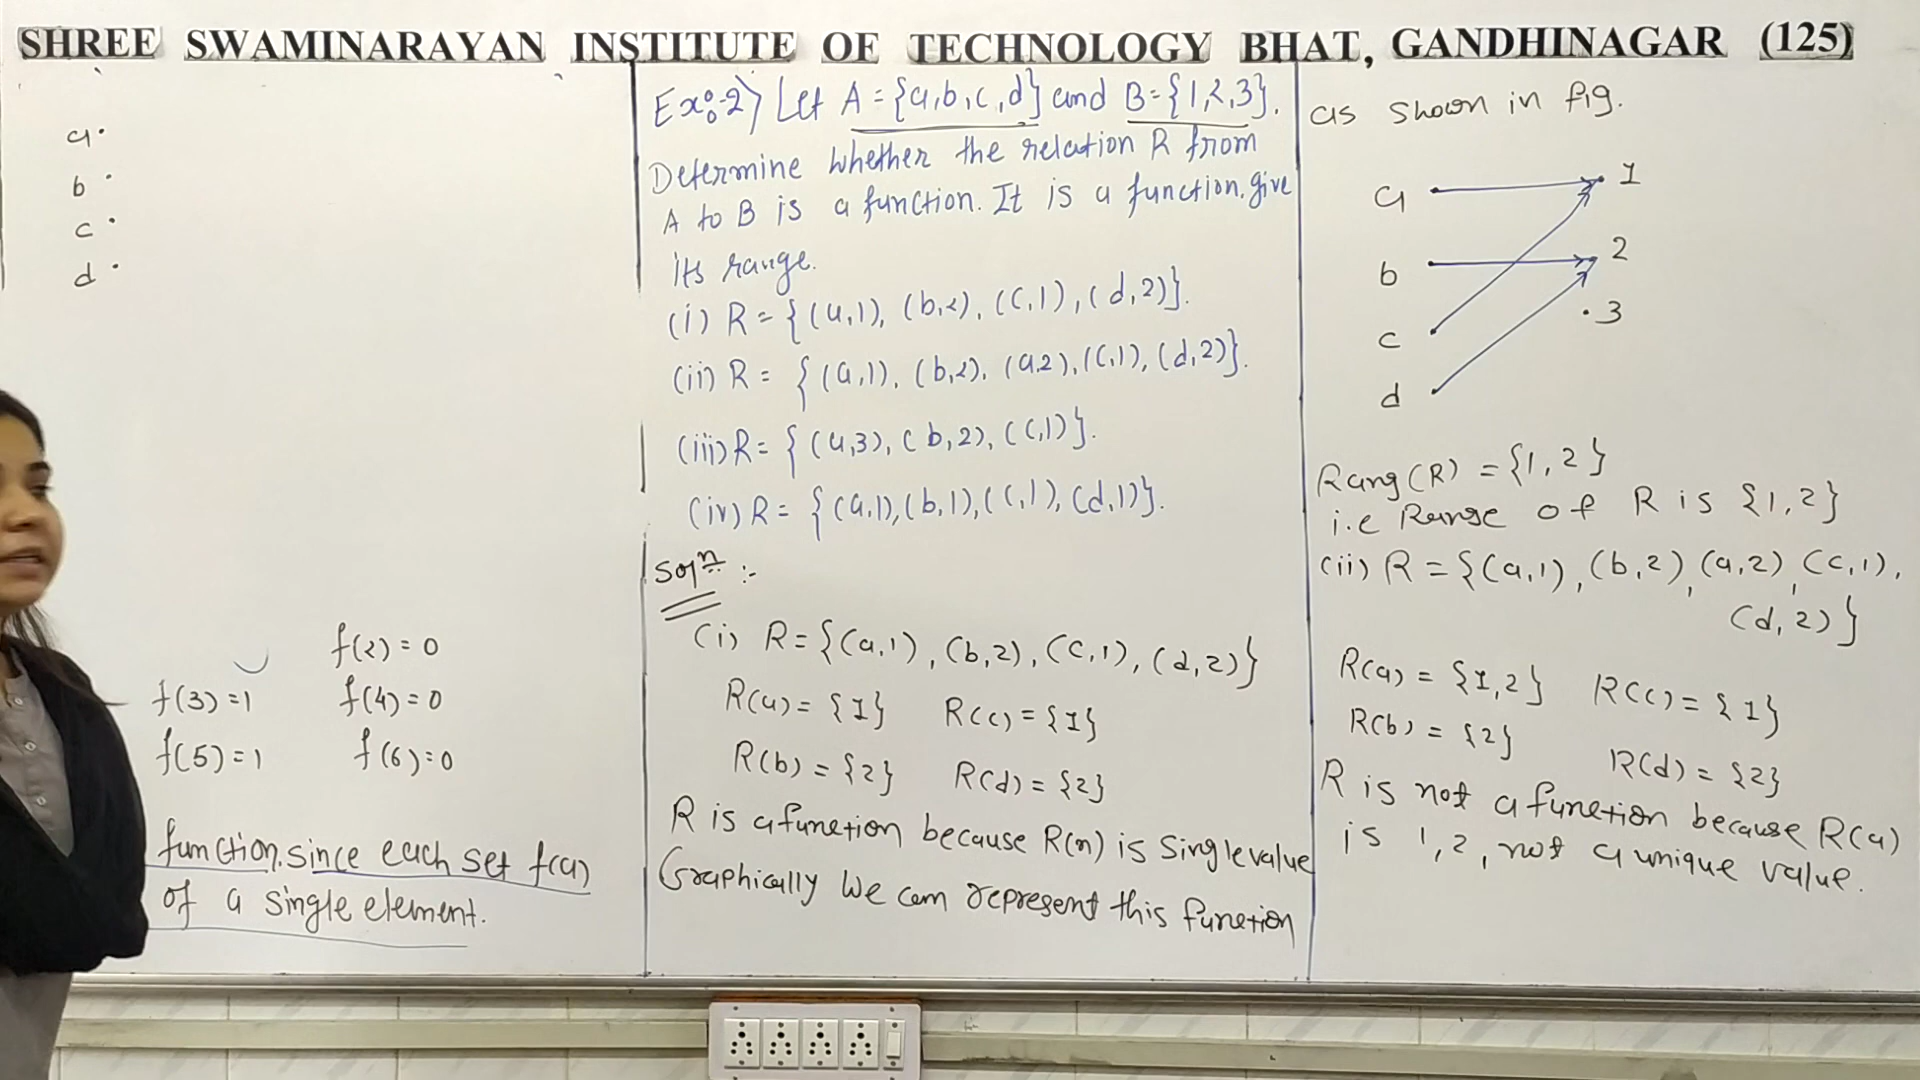 SHREE SWAMINARAYAN INSTITUTE OF TECHNOLOGY BHAT, GANDHINAGAR (125)
a
b
c
d
f(2)=0
f(3)=1 f(4)=0
f(5)=1 f(6)=0
function, since each set f(a)
of a single element.
Ex:-2) Let A={a,b,c,d} and B={1,2,3}.
Determine whether the relation R from
A to B is a function. It is a function, give
its range.
(i) R={(a,1), (b,2), (c,1), (d,2)}.
(ii) R= {(a,1), (b,2), (a,2), (c,1), (d,2)}.
(iii) R= {(a,3), (b,2), (c,1)}.
(iv) R= {(a,1),(b,1),(c,1), (d,1)}.
Solⁿ :-
(i) R={(a,1), (b,2), (c,1), (d,2)}
R(a)= {1} R(c)={1}
R(b)={2} R(d)={2}
R is a function because R(n) is single value
Graphically We can represent this function
as shown in fig.
a 1
b 2
c 3
d
Rang(R) = {1,2}
i.e Range of R is {1,2}
(ii) R={(a,1), (b,2), (a,2), (c,1),
(d,2)}
R(a) = {1,2} R(c)={1}
R(b) = {2} R(d)={2}
R is not a function because R(a)
is 1,2, not a unique value.